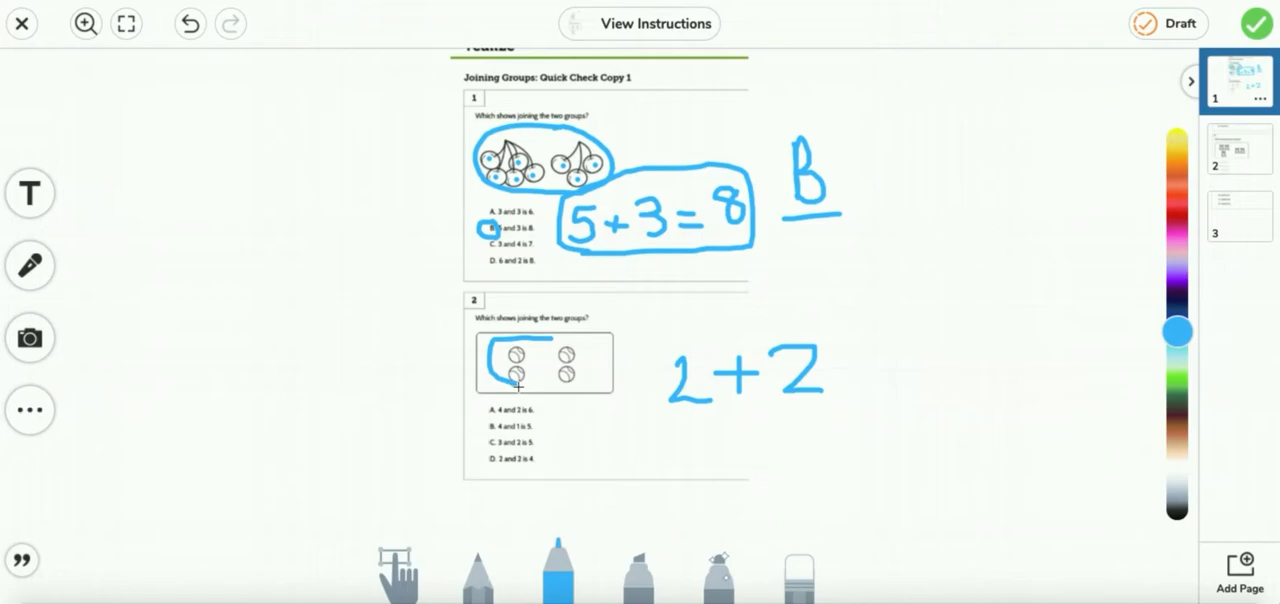 View Instructions
Draft
realize
Joining Groups: Quick Check Copy 1
1
Which shows joining the two groups?
A. 3 and 3 is 6.
B. 5 and 3 is 8.
C. 3 and 4 is 7.
D. 6 and 2 is 8.
5+3=8
B
2
Which shows joining the two groups?
2+2
A. 4 and 2 is 6.
B. 4 and 1 is 5.
C. 3 and 2 is 5.
D. 2 and 2 is 4.
T
1
2
3
Add Page